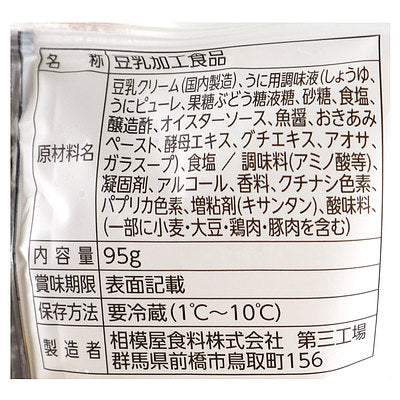 名称 豆乳加工食品
原材料名 豆乳クリーム(国内製造)、うに用調味液(しょうゆ、
うにピューレ、果糖ぶどう糖液糖、砂糖、食塩、
醸造酢、オイスターソース、魚醤、おきあみ
ペースト、酵母エキス、グチエキス、アオサ、
ガラスープ)、食塩／調味料(アミノ酸等)、
凝固剤、アルコール、香料、クチナシ色素、
パプリカ色素、増粘剤(キサンタン)、酸味料、
(一部に小麦・大豆・鶏肉・豚肉を含む)
内容量 95g
賞味期限 表面記載
保存方法 要冷蔵(1℃~10℃)
製造者 相模屋食料株式会社 第三工場
群馬県前橋市鳥取町156